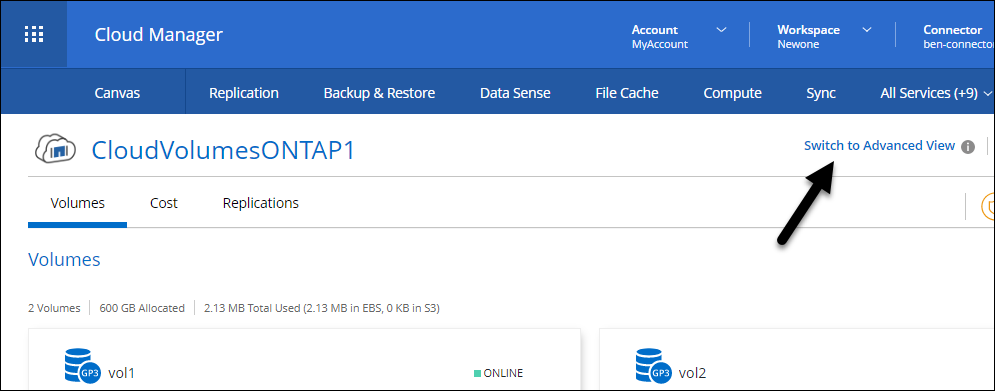 Cloud Manager
Account
MyAccount
Workspace
Newone
Connector
ben-connector
Canvas Replication Backup & Restore Data Sense File Cache Compute Sync All Services (+9)
CloudVolumesONTAP1
Switch to Advanced View
Volumes Cost Replications
Volumes
2 Volumes 600 GB Allocated 2.13 MB Total Used (2.13 MB in EBS, 0 KB in S3)
GP3 vol1 ONLINE
GP3 vol2